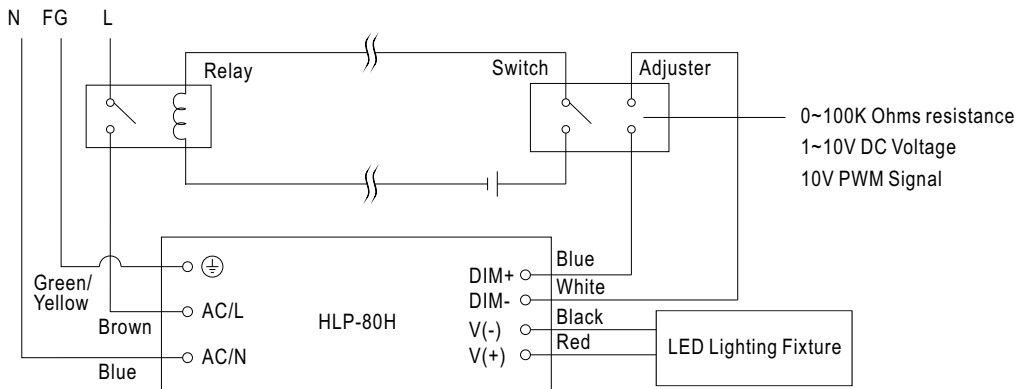 N FG L
Relay
Switch
Adjuster
0~100K Ohms resistance
1~10V DC Voltage
10V PWM Signal
Green/
Yellow
Brown
Blue
AC/L
AC/N
HLP-80H
DIM+
DIM-
V(-)
V(+)
Blue
White
Black
Red
LED Lighting Fixture